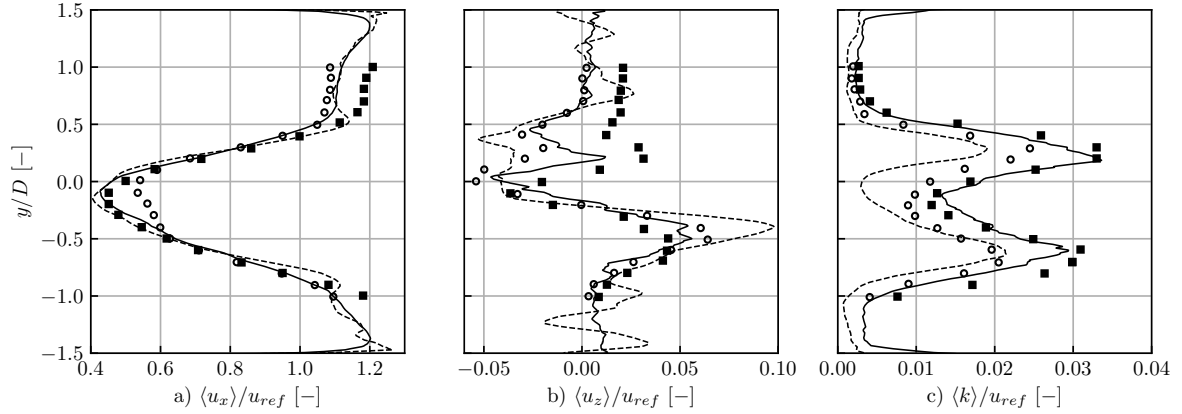 1.5
1.0
0.5
0.0
−0.5
−1.0
−1.5
y/D [−]
0.4 0.6 0.8 1.0 1.2
−0.05 0.00 0.05 0.10
0.00 0.01 0.02 0.03 0.04
a) ⟨u_x⟩/u_ref [−]
b) ⟨u_z⟩/u_ref [−]
c) ⟨k⟩/u_ref [−]